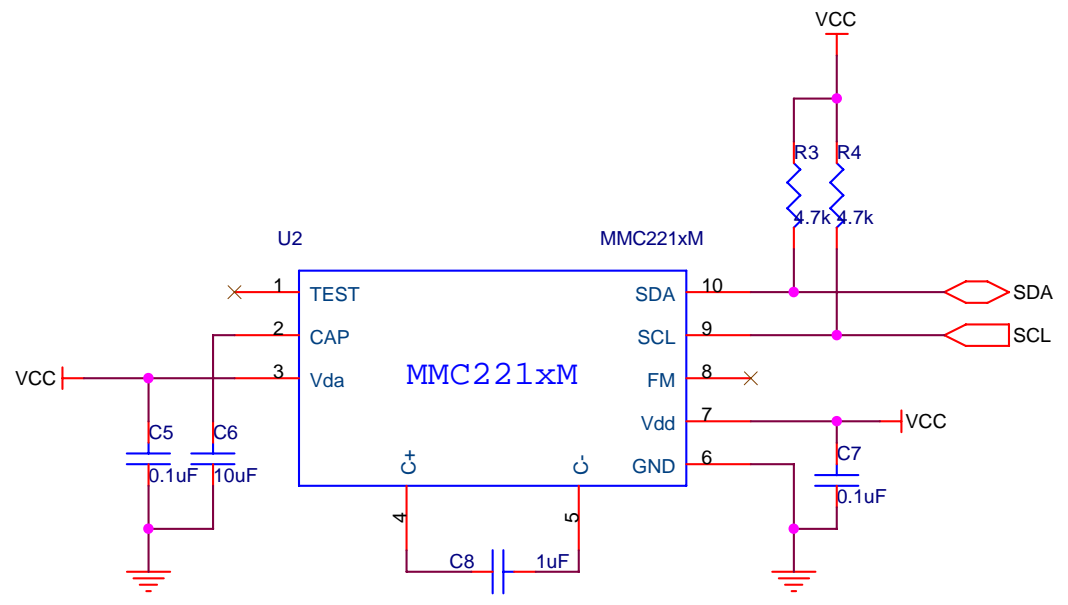 VCC
R3 R4
4.7k 4.7k
U2
MMC221xM
1
TEST
SDA
10
SDA
2
CAP
SCL
9
SCL
VCC
3
Vda
MMC221xM
FM
8
Vdd
7
VCC
C5
C6
C7
GND
6
0.1uF
10uF
0.1uF
C+
C-
4
5
C8
1uF